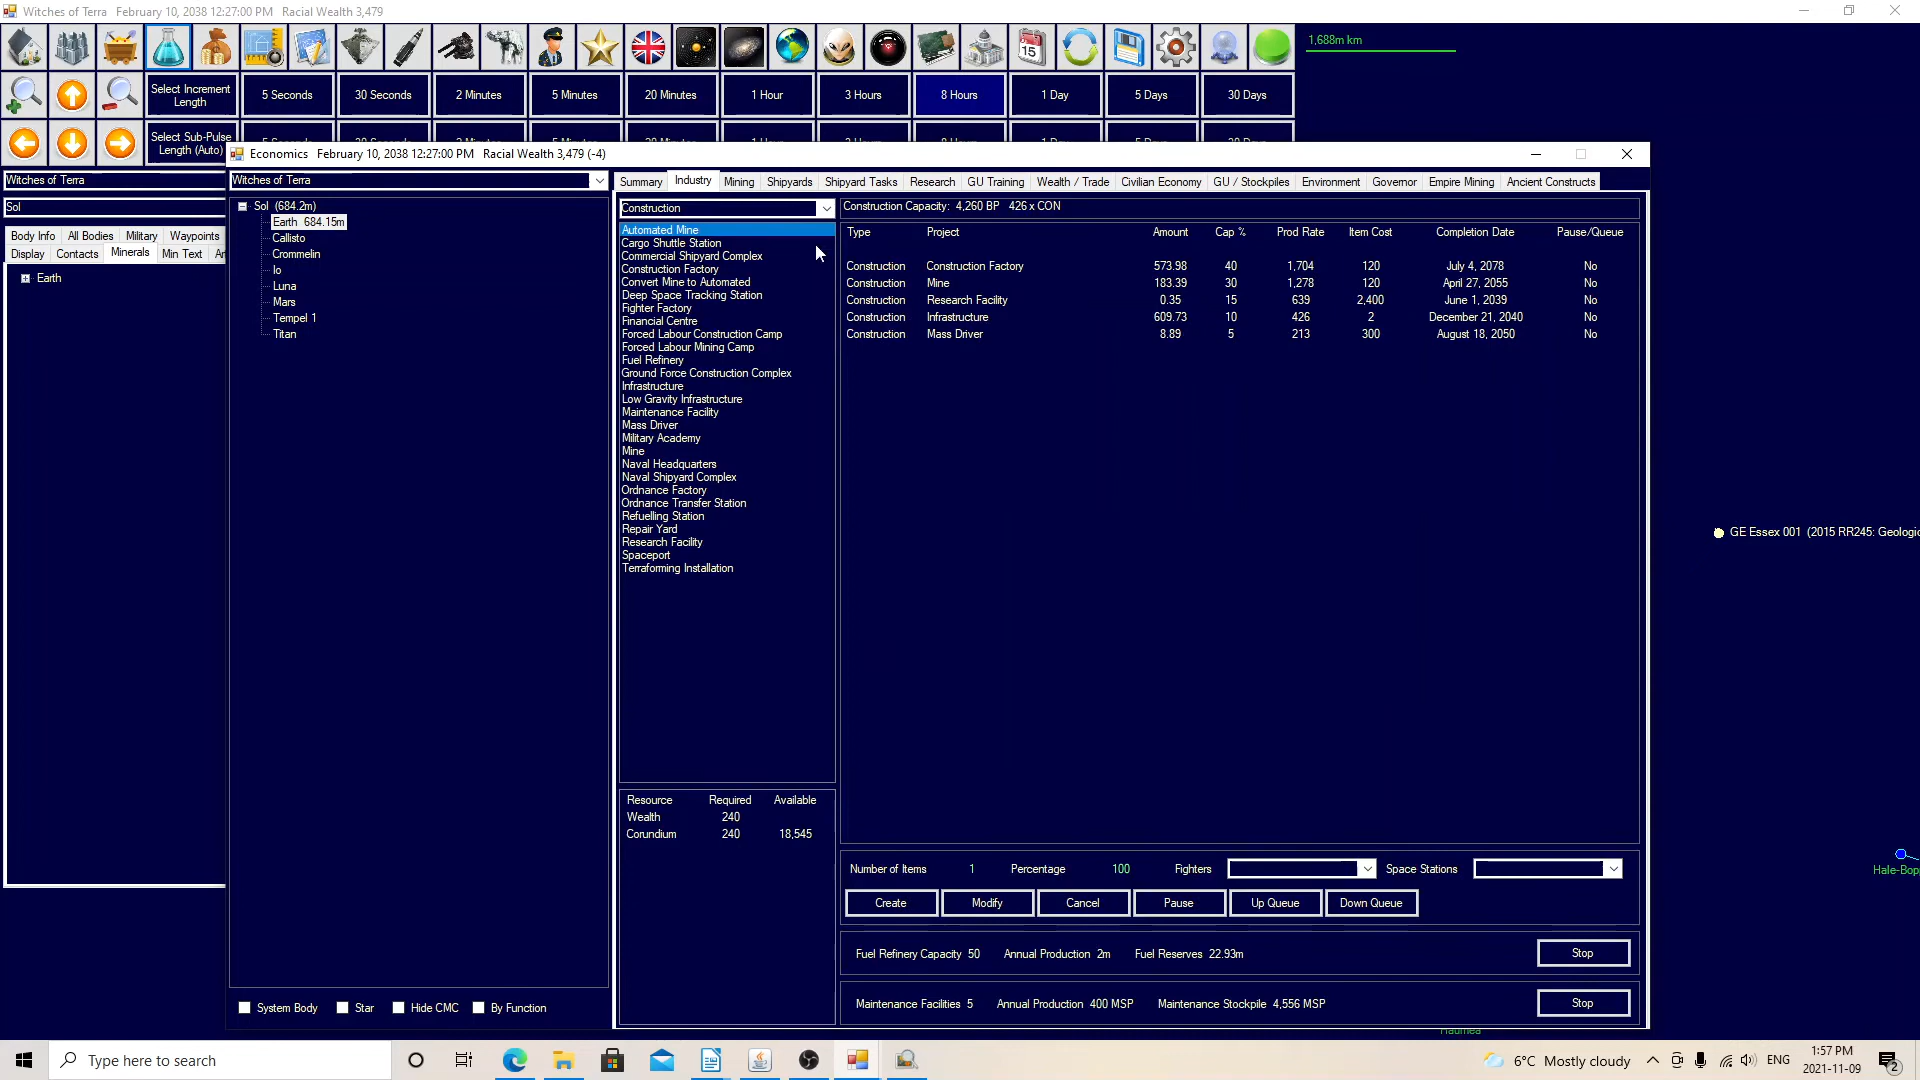 Witches of Terra   February 10, 2038 12:27:00 PM   Racial Wealth 3,479
1,688m km
Select Increment Length
5 Seconds
30 Seconds
2 Minutes
5 Minutes
20 Minutes
1 Hour
3 Hours
8 Hours
1 Day
5 Days
30 Days
Select Sub-Pulse Length (Auto)
Economics   February 10, 2038 12:27:00 PM   Racial Wealth 3,479 (-4)
Witches of Terra
Sol
Body Info   All Bodies   Military   Waypoints
Display   Contacts   Minerals   Min Text
Earth
Witches of Terra
Sol (684.2m)
Earth 684.15m
Callisto
Crommelin
Io
Luna
Mars
Tempel 1
Titan
System Body   Star   Hide CMC   By Function
Summary   Industry   Mining   Shipyards   Shipyard Tasks   Research   GU Training   Wealth / Trade   Civilian Economy   GU / Stockpiles   Environment   Governor   Empire Mining   Ancient Constructs
Construction
Automated Mine
Cargo Shuttle Station
Commercial Shipyard Complex
Construction Factory
Convert Mine to Automated
Deep Space Tracking Station
Fighter Factory
Financial Centre
Forced Labour Construction Camp
Forced Labour Mining Camp
Fuel Refinery
Ground Force Construction Complex
Infrastructure
Low Gravity Infrastructure
Maintenance Facility
Mass Driver
Military Academy
Mine
Naval Headquarters
Naval Shipyard Complex
Ordnance Factory
Ordnance Transfer Station
Refuelling Station
Repair Yard
Research Facility
Spaceport
Terraforming Installation
Resource   Required   Available
Wealth   240
Corundium   240   18,545
Construction Capacity: 4,260 BP   426 x CON
Type   Project   Amount   Cap %   Prod Rate   Item Cost   Completion Date   Pause/Queue
Construction   Construction Factory   573.98   40   1,704   120   July 4, 2078   No
Construction   Mine   183.39   30   1,278   120   April 27, 2055   No
Construction   Research Facility   0.35   15   639   2,400   June 1, 2039   No
Construction   Infrastructure   609.73   10   426   2   December 21, 2040   No
Construction   Mass Driver   8.89   5   213   300   August 18, 2050   No
Number of Items   1   Percentage   100   Fighters   Space Stations
Create   Modify   Cancel   Pause   Up Queue   Down Queue
Fuel Refinery Capacity 50   Annual Production 2m   Fuel Reserves 22.93m   Stop
Maintenance Facilities 5   Annual Production 400 MSP   Maintenance Stockpile 4,556 MSP   Stop
GE Essex 001 (2015 RR245: Geologic
Hale-Bop
Haumea
Type here to search
6°C Mostly cloudy
ENG
1:57 PM
2021-11-09
2
15